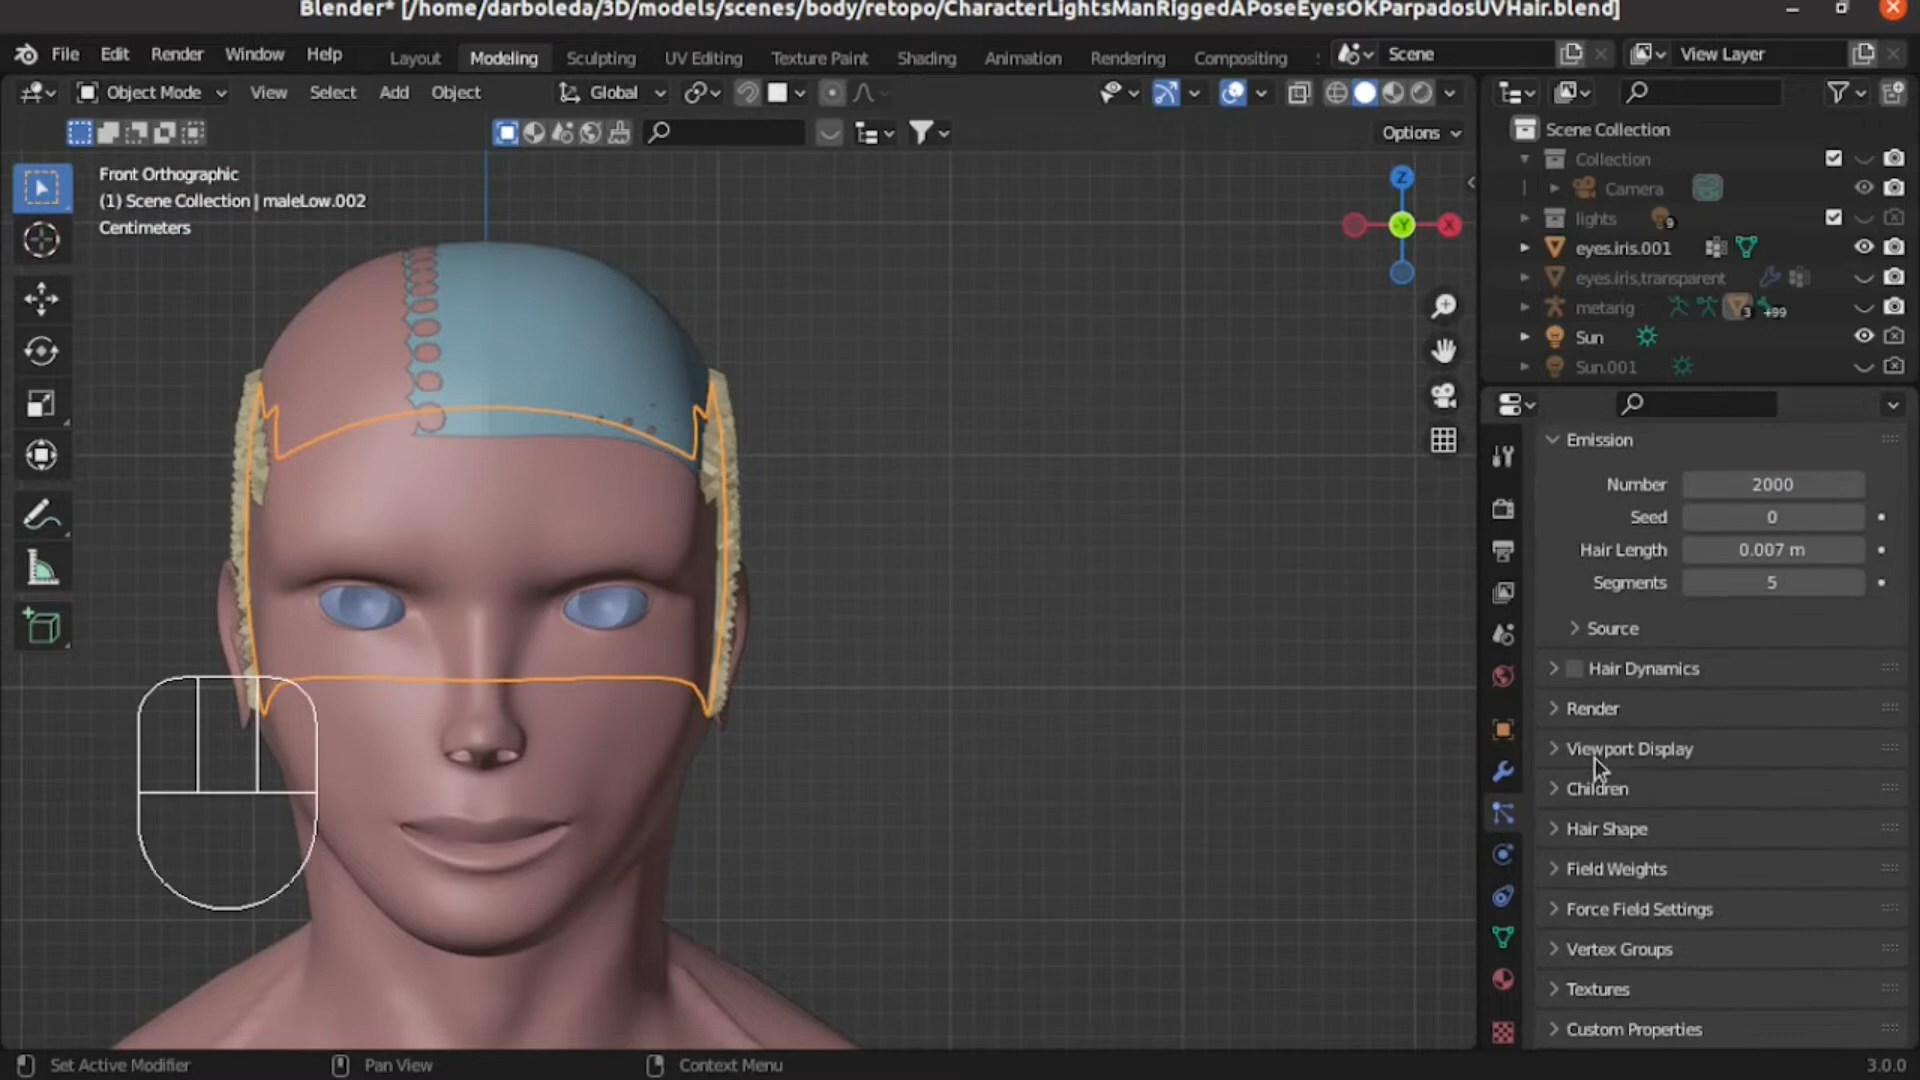 Blender* [/home/darboleda/3D/models/scenes/body/retopo/CharacterLightsManRiggedAPoseEyesOKParpadosUVHair.blend]
File Edit Render Window Help Layout Modeling Sculpting UV Editing Texture Paint Shading Animation Rendering Compositing Scene View Layer
Object Mode View Select Add Object Global
Options
Front Orthographic
(1) Scene Collection | maleLow.002
Centimeters
Z
X
Y
Scene Collection
Collection
Camera
lights 9
eyes.iris.001
eyes.iris,transparent
metarig 3 +99
Sun
Sun.001
Emission
Number 2000
Seed 0
Hair Length 0.007 m
Segments 5
Source
Hair Dynamics
Render
Viewport Display
Children
Hair Shape
Field Weights
Force Field Settings
Vertex Groups
Textures
Custom Properties
Set Active Modifier Pan View Context Menu 3.0.0